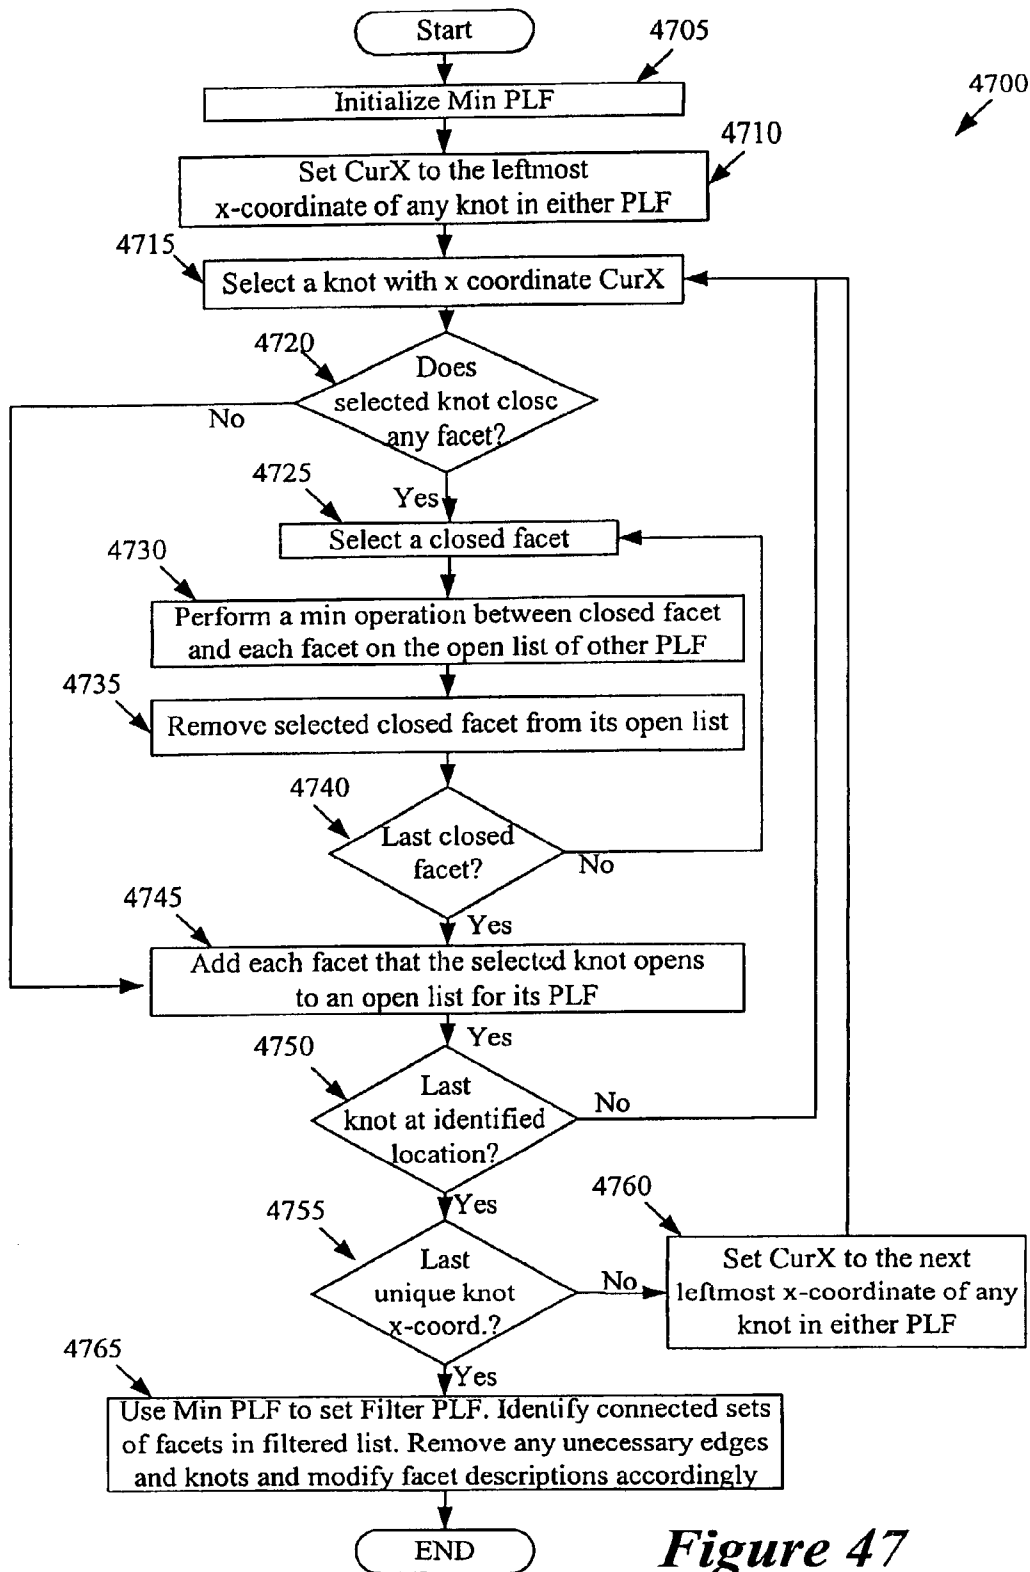 Start
4705
4700
Initialize Min PLF
4710
Set CurX to the leftmost
x-coordinate of any knot in either PLF
4715
Select a knot with x coordinate CurX
4720
Does
selected knot close
any facet?
No
4725
Yes
Select a closed facet
4730
Perform a min operation between closed facet
and each facet on the open list of other PLF
4735
Remove selected closed facet from its open list
4740
Last closed
facet?
No
4745
Yes
Add each facet that the selected knot opens
to an open list for its PLF
Yes
4750
Last
knot at identified
location?
No
4755
Yes
4760
Last
unique knot
x-coord.?
No
Set CurX to the next
leftmost x-coordinate of any
knot in either PLF
4765
Yes
Use Min PLF to set Filter PLF. Identify connected sets
of facets in filtered list. Remove any unecessary edges
and knots and modify facet descriptions accordingly
END
Figure 47